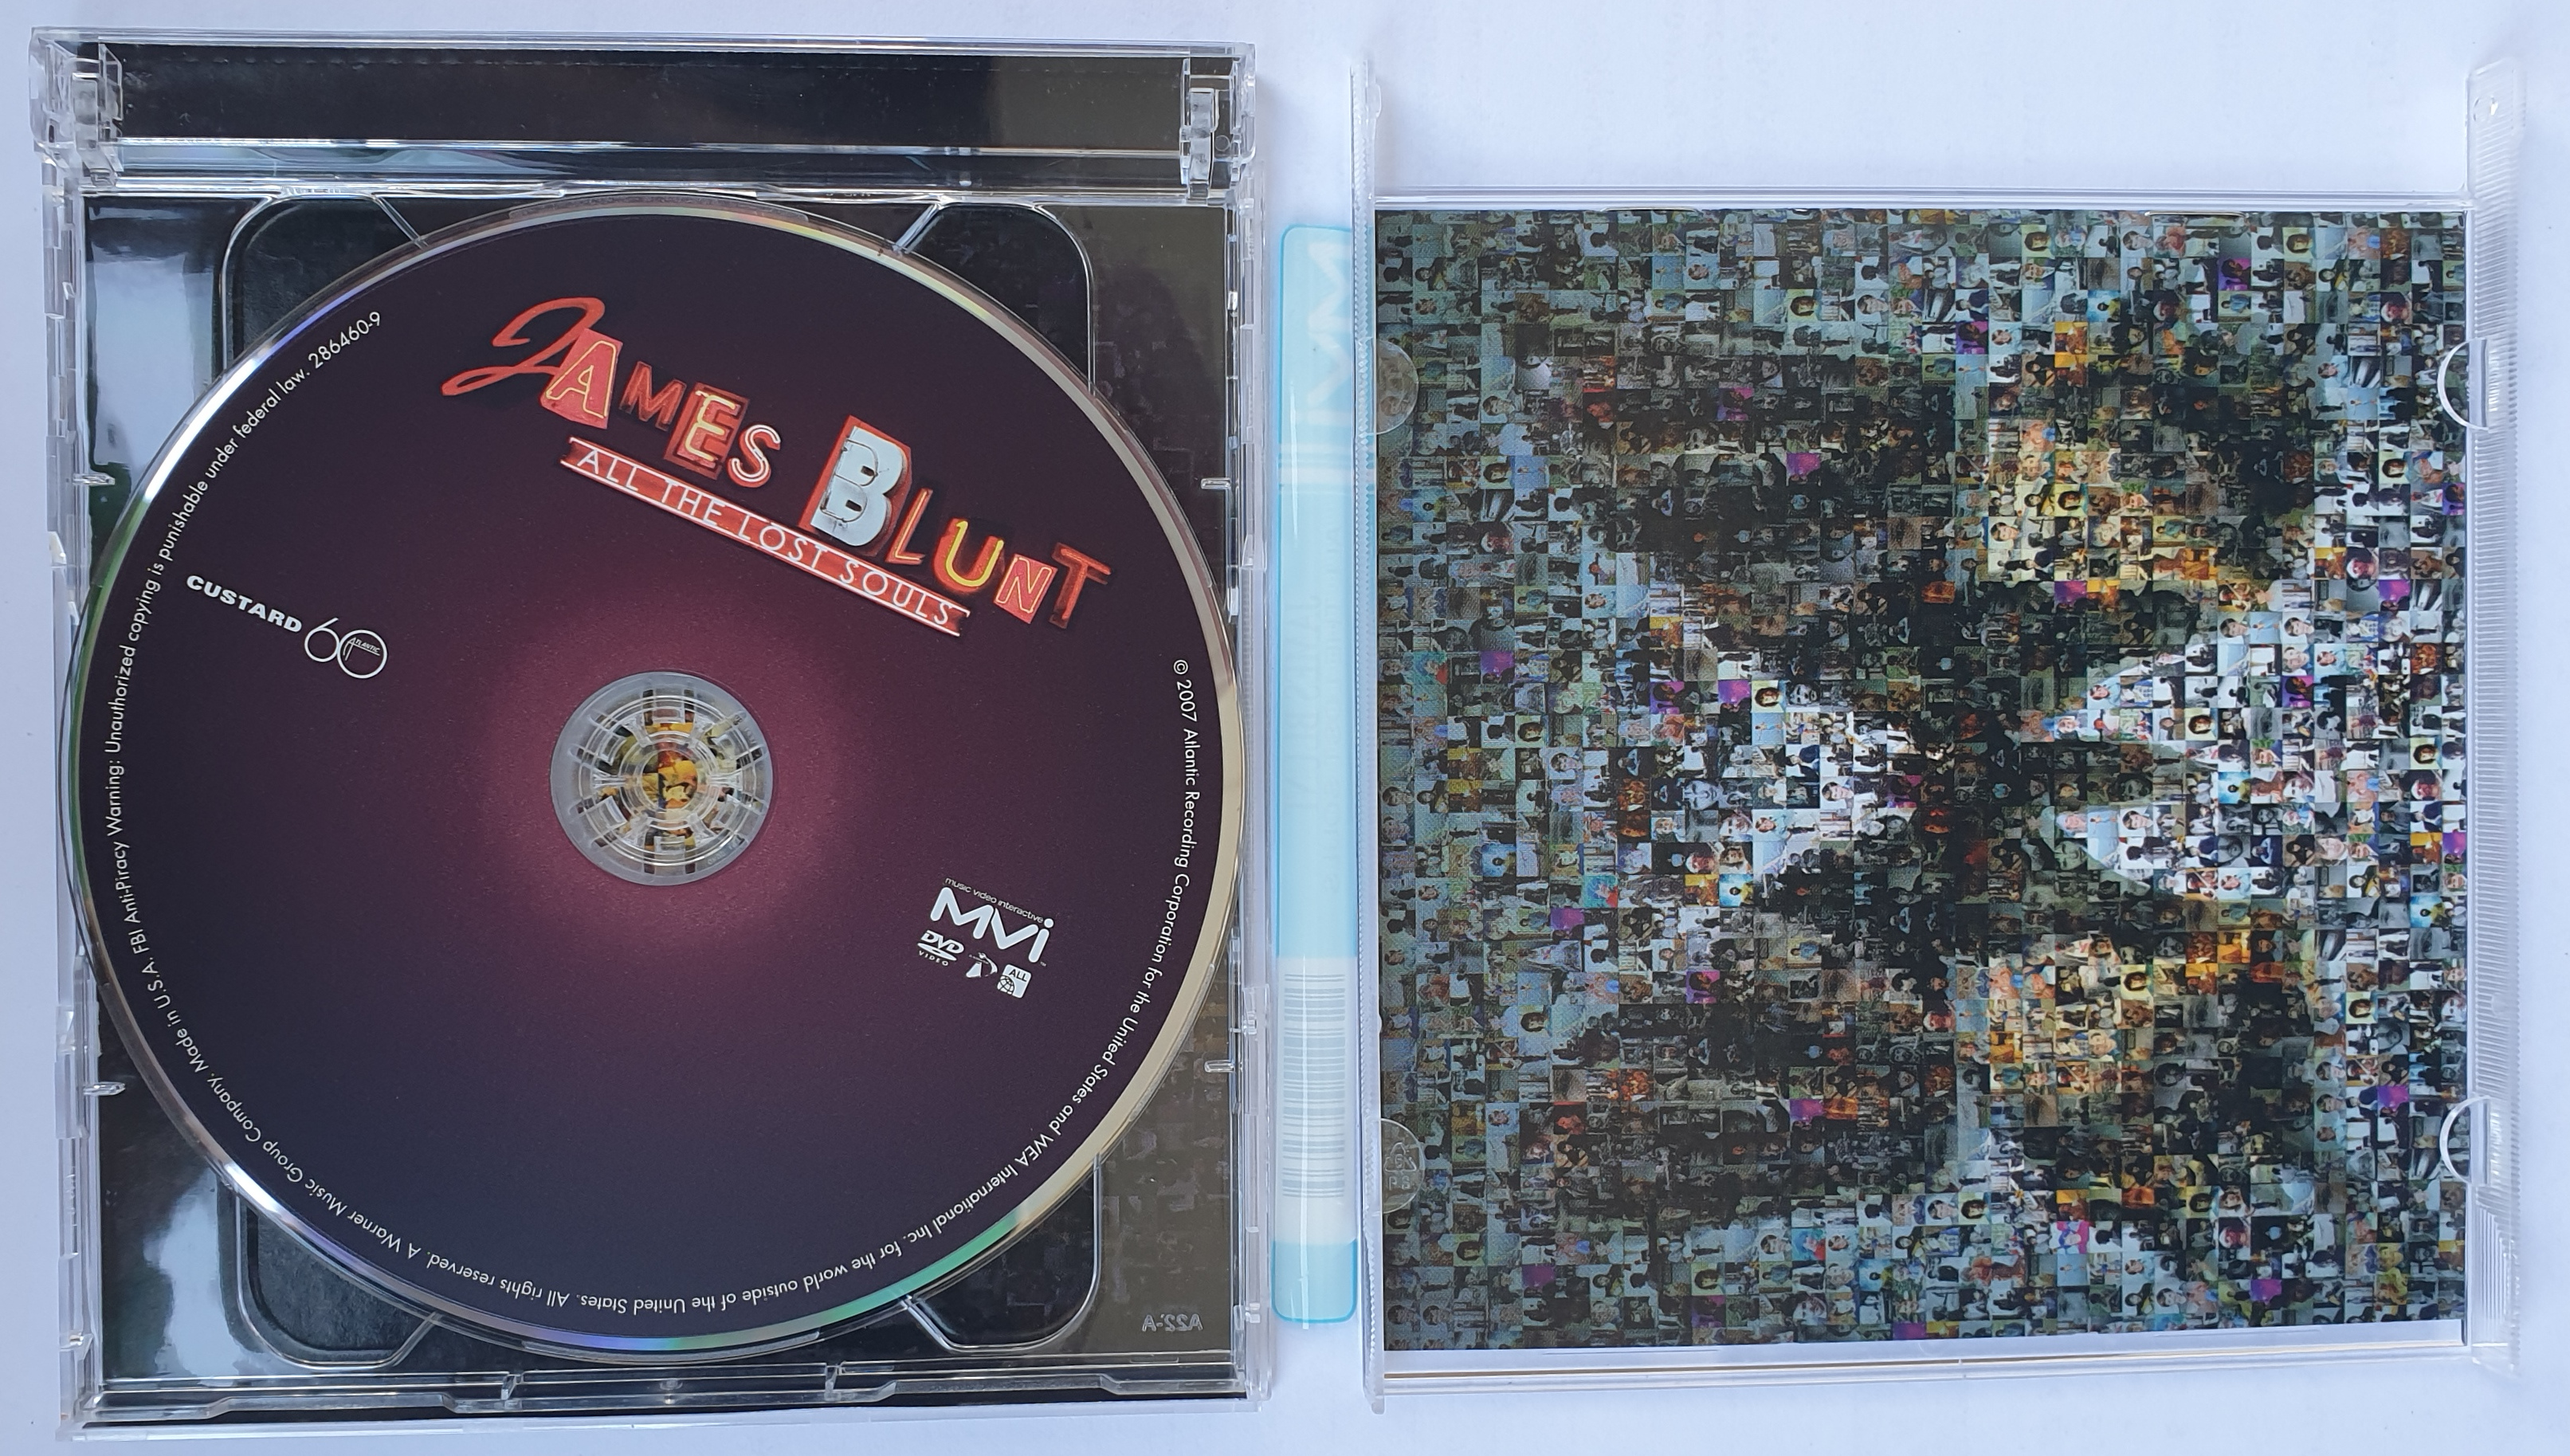 JAMES BLUNT
ALL THE LOST SOULS
CUSTARD
60
ATLANTIC
music video interactive
MVi
DVD
VIDEO
ALL
FBI Anti-Piracy Warning: Unauthorized copying is punishable under federal law. 286460-9
© 2007 Atlantic Recording Corporation for the United States and WEA International Inc. for the world outside of the United States. All rights reserved. A Warner Music Group Company. Made in U.S.A.
A22-A
MVi
PS